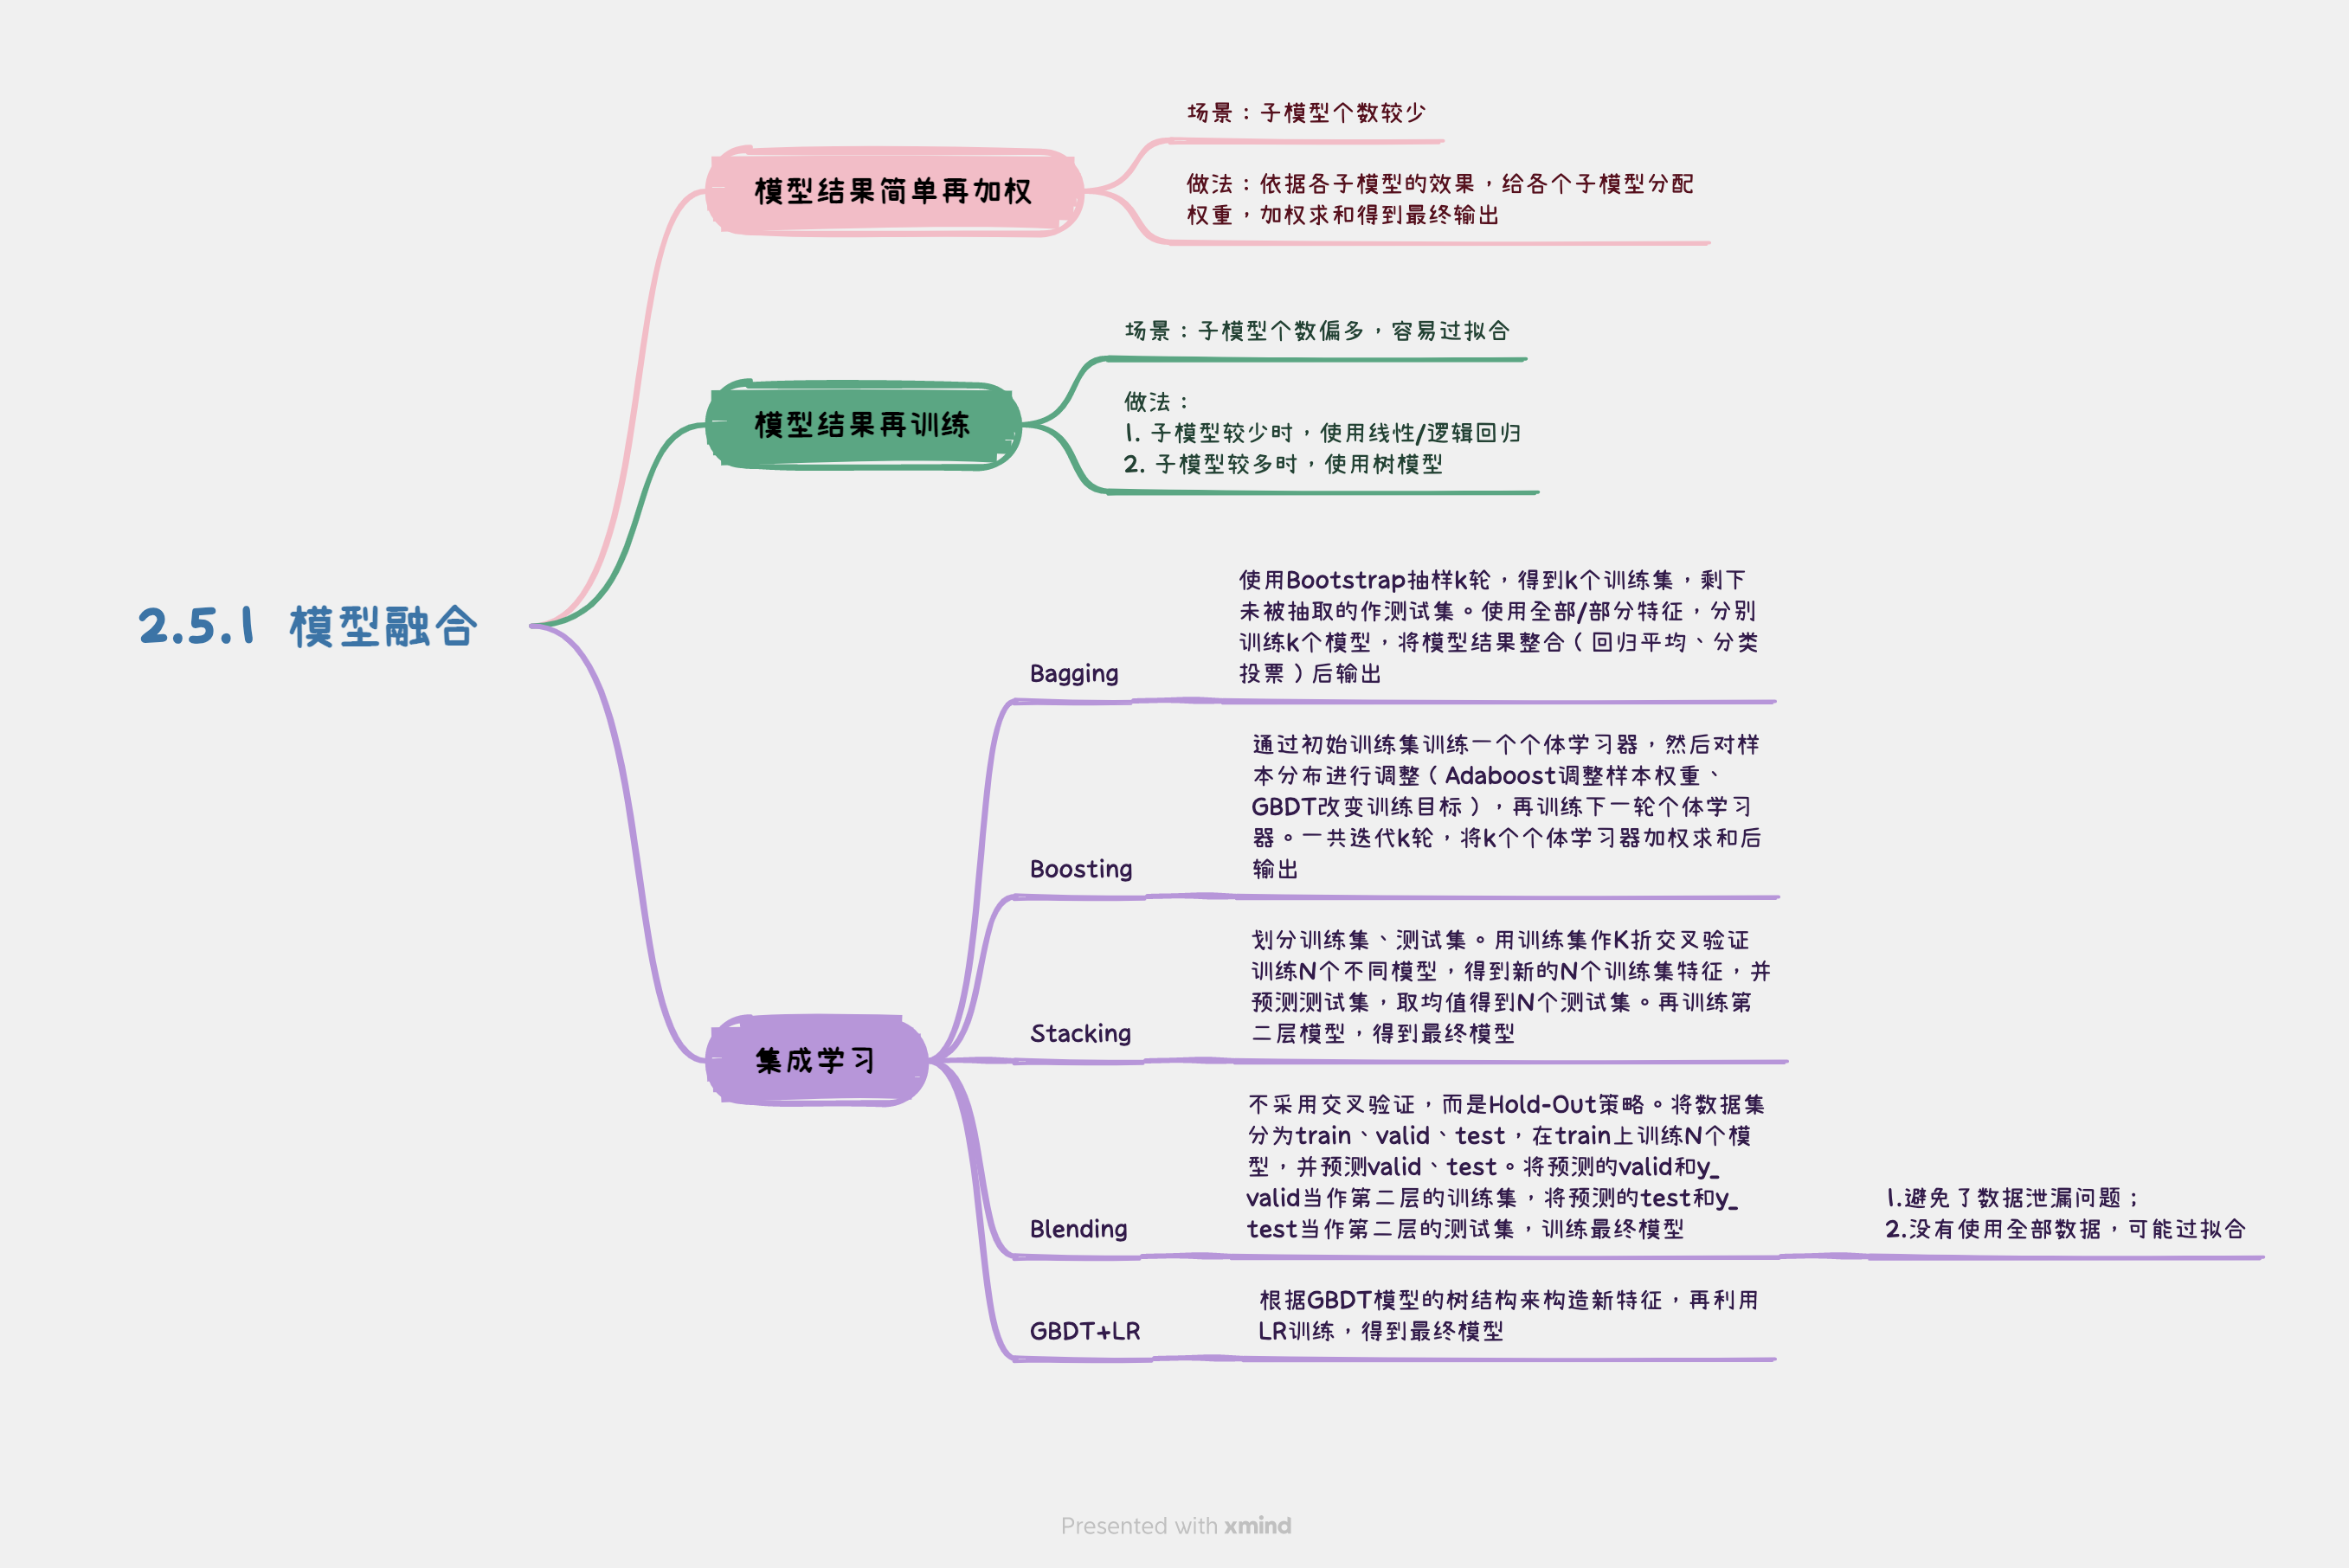 2.5.1 模型融合
模型结果简单再加权
场景：子模型个数较少
做法：依据各子模型的效果，给各个子模型分配
权重，加权求和得到最终输出
模型结果再训练
场景：子模型个数偏多，容易过拟合
做法：
1. 子模型较少时，使用线性/逻辑回归
2. 子模型较多时，使用树模型
集成学习
Bagging
使用Bootstrap抽样k轮，得到k个训练集，剩下
未被抽取的作测试集。使用全部/部分特征，分别
训练k个模型，将模型结果整合（回归平均、分类
投票）后输出
Boosting
通过初始训练集训练一个个体学习器，然后对样
本分布进行调整（Adaboost调整样本权重、
GBDT改变训练目标），再训练下一轮个体学习
器。一共迭代k轮，将k个个体学习器加权求和后
输出
Stacking
划分训练集、测试集。用训练集作K折交叉验证
训练N个不同模型，得到新的N个训练集特征，并
预测测试集，取均值得到N个测试集。再训练第
二层模型，得到最终模型
Blending
不采用交叉验证，而是Hold-Out策略。将数据集
分为train、valid、test，在train上训练N个模
型，并预测valid、test。将预测的valid和y_
valid当作第二层的训练集，将预测的test和y_
test当作第二层的测试集，训练最终模型
1.避免了数据泄漏问题；
2.没有使用全部数据，可能过拟合
GBDT+LR
根据GBDT模型的树结构来构造新特征，再利用
LR训练，得到最终模型
Presented with xmind